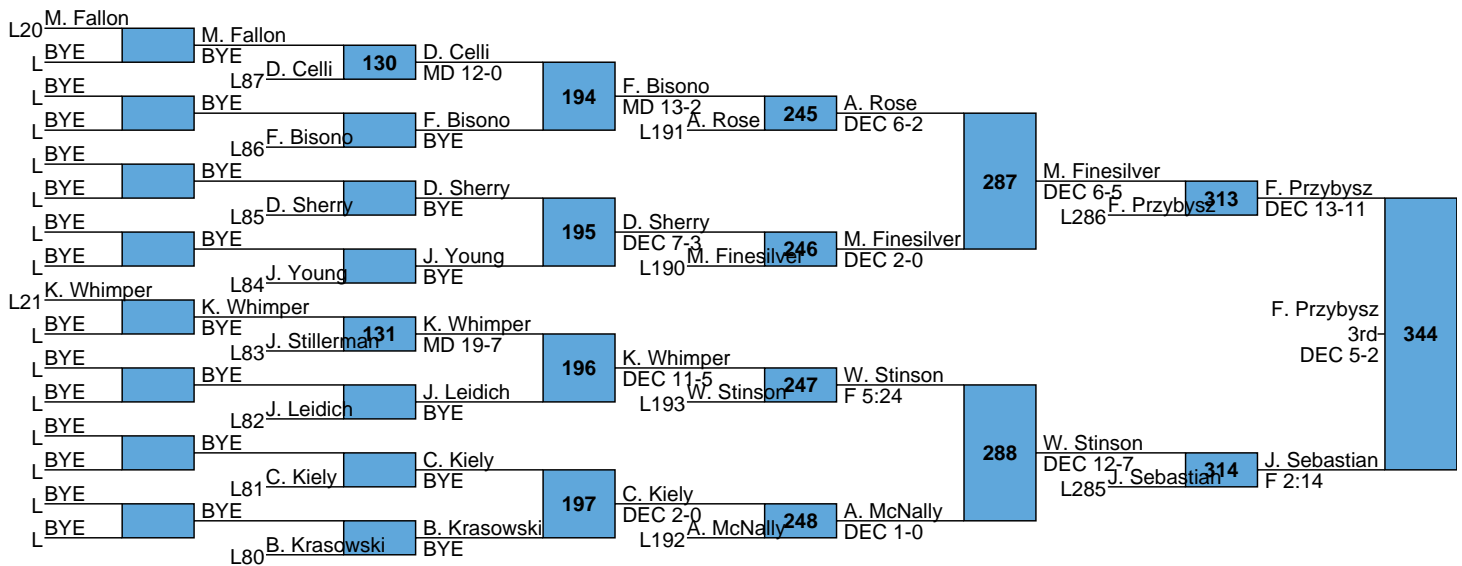 M. Fallon
L20
BYE
L
M. Fallon
BYE
D. Celli
L87
130
D. Celli
MD 12-0
BYE
L
BYE
L
BYE
F. Bisono
L86
F. Bisono
BYE
194
F. Bisono
MD 13-2
A. Rose
L191
245
A. Rose
DEC 6-2
BYE
L
BYE
L
BYE
D. Sherry
L85
D. Sherry
BYE
BYE
L
BYE
L
BYE
J. Young
L84
J. Young
BYE
195
D. Sherry
DEC 7-3
M. Finesilver
L190
246
M. Finesilver
DEC 2-0
287
M. Finesilver
DEC 6-5
F. Przybysz
L286
313
F. Przybysz
DEC 13-11
K. Whimper
L21
BYE
L
K. Whimper
BYE
J. Stillerman
L83
131
K. Whimper
MD 19-7
BYE
L
BYE
L
BYE
J. Leidich
L82
J. Leidich
BYE
196
K. Whimper
DEC 11-5
W. Stinson
L193
247
W. Stinson
F 5:24
BYE
L
BYE
L
BYE
C. Kiely
L81
C. Kiely
BYE
BYE
L
BYE
L
BYE
B. Krasowski
L80
B. Krasowski
BYE
197
C. Kiely
DEC 2-0
A. McNally
L192
248
A. McNally
DEC 1-0
288
W. Stinson
DEC 12-7
J. Sebastian
L285
314
J. Sebastian
F 2:14
F. Przybysz
3rd
DEC 5-2
344